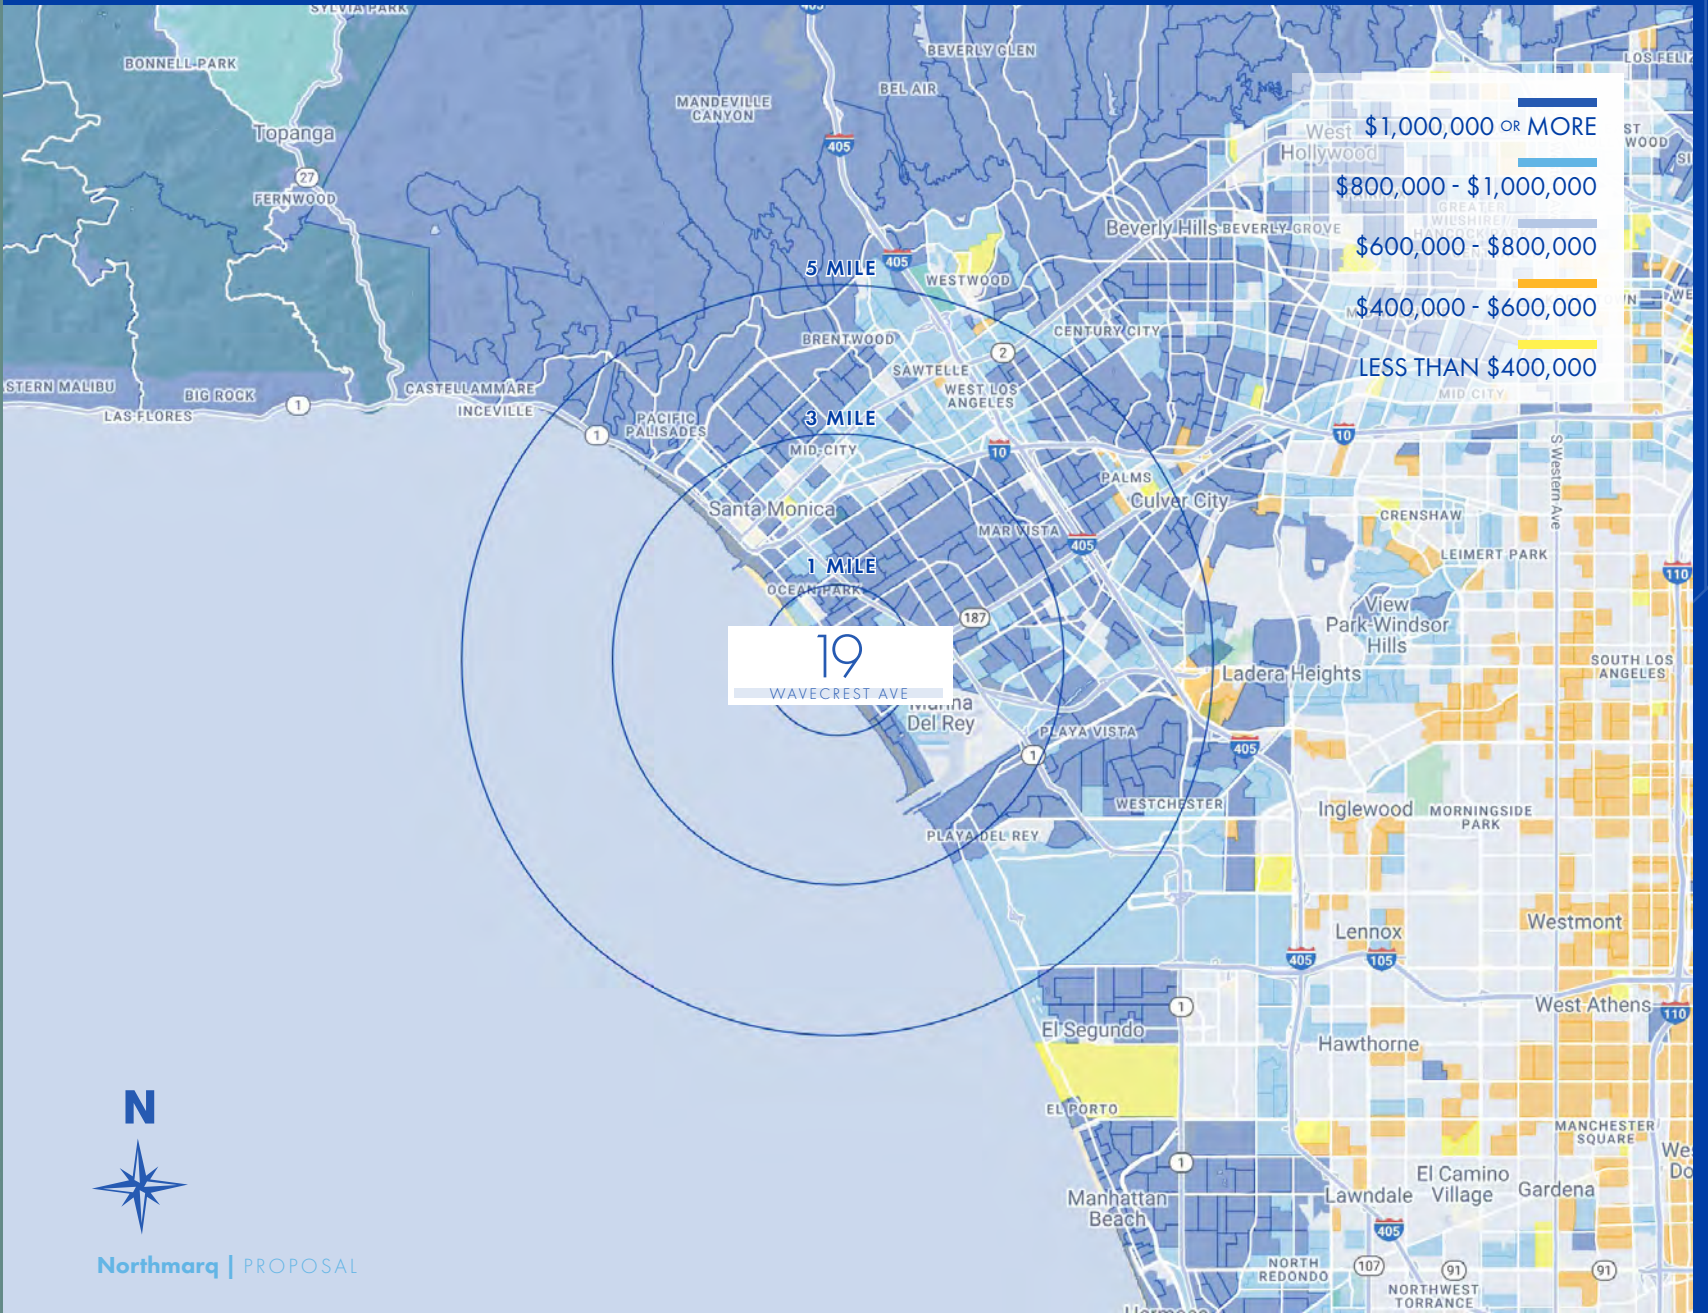 SYLVIA PARK
405
BONNELL PARK
BEVERLY GLEN
LOS FELIZ
BEL AIR
MANDEVILLE
CANYON
Topanga
405
27
FERNWOOD
West
Hollywood
$1,000,000 OR MORE
$800,000 - $1,000,000
$600,000 - $800,000
$400,000 - $600,000
LESS THAN $400,000
GREATER
WILSHIRE/
Beverly Hills
BEVERLY GROVE
5 MILE
405
WESTWOOD
BRENTWOOD
CENTURY CITY
2
SAWTELLE
WEST LOS
ANGELES
MID CITY
STERN MALIBU
BIG ROCK
LAS FLORES
1
CASTELLAMMARE
INCEVILLE
1
PACIFIC
PALISADES
3 MILE
MID-CITY
10
10
S Western Ave
PALMS
Culver City
Santa Monica
MAR VISTA
405
CRENSHAW
LEIMERT PARK
110
1 MILE
OCEAN PARK
187
View
Park-Windsor
Hills
19
WAVECREST AVE
Marina
Del Rey
Ladera Heights
SOUTH LOS
ANGELES
PLAYA VISTA
1
405
WESTCHESTER
Inglewood
MORNINGSIDE
PARK
PLAYA DEL REY
Westmont
Lennox
405
105
1
West Athens
110
El Segundo
Hawthorne
EL PORTO
MANCHESTER
SQUARE
1
Manhattan
Beach
El Camino
Village
Lawndale
Gardena
405
NORTH
REDONDO
107
91
91
NORTHWEST
TORRANCE
Hermosa
N
Northmarq | PROPOSAL